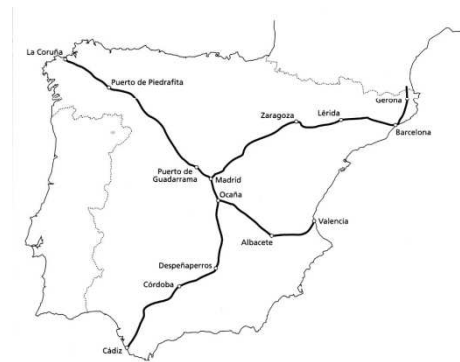 La Coruña
Puerto de Piedrafita
Gerona
Zaragoza
Lérida
Barcelona
Puerto de
Guadarrama
Madrid
Ocaña
Valencia
Albacete
Despeñaperros
Córdoba
Cádiz